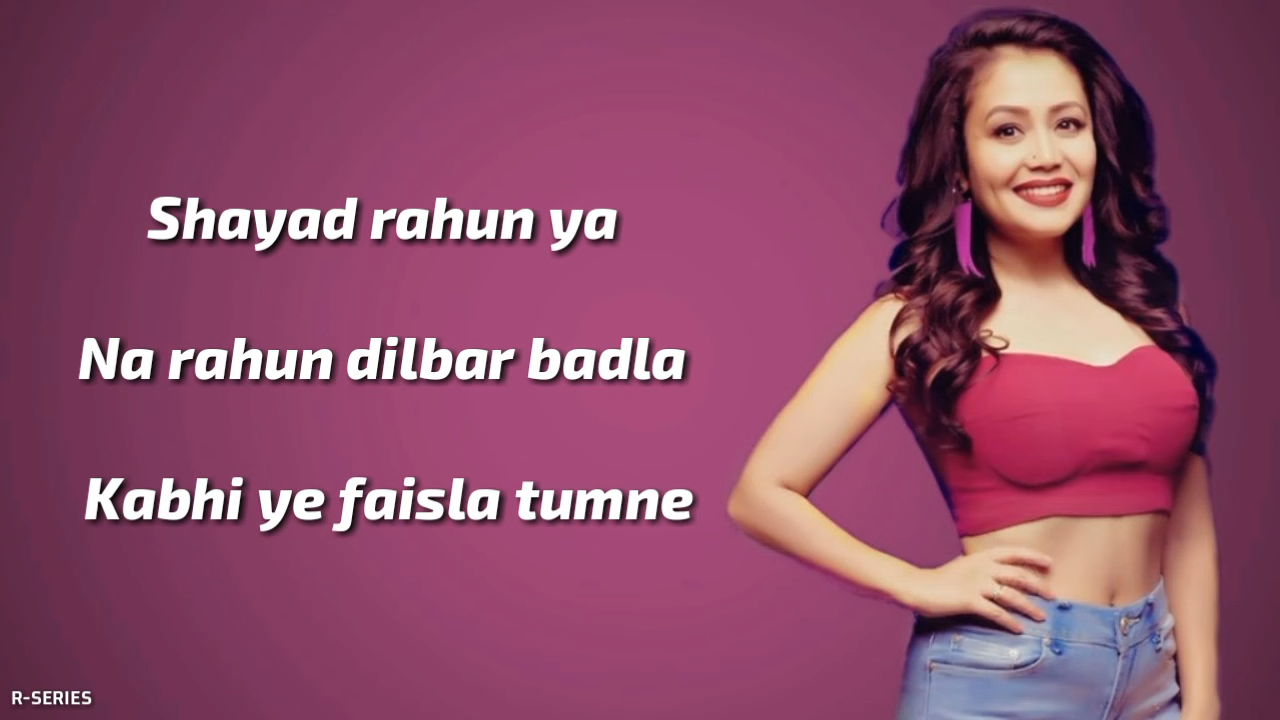 Shayad rahun ya
Na rahun dilbar badla
Kabhi ye faisla tumne
R-SERIES